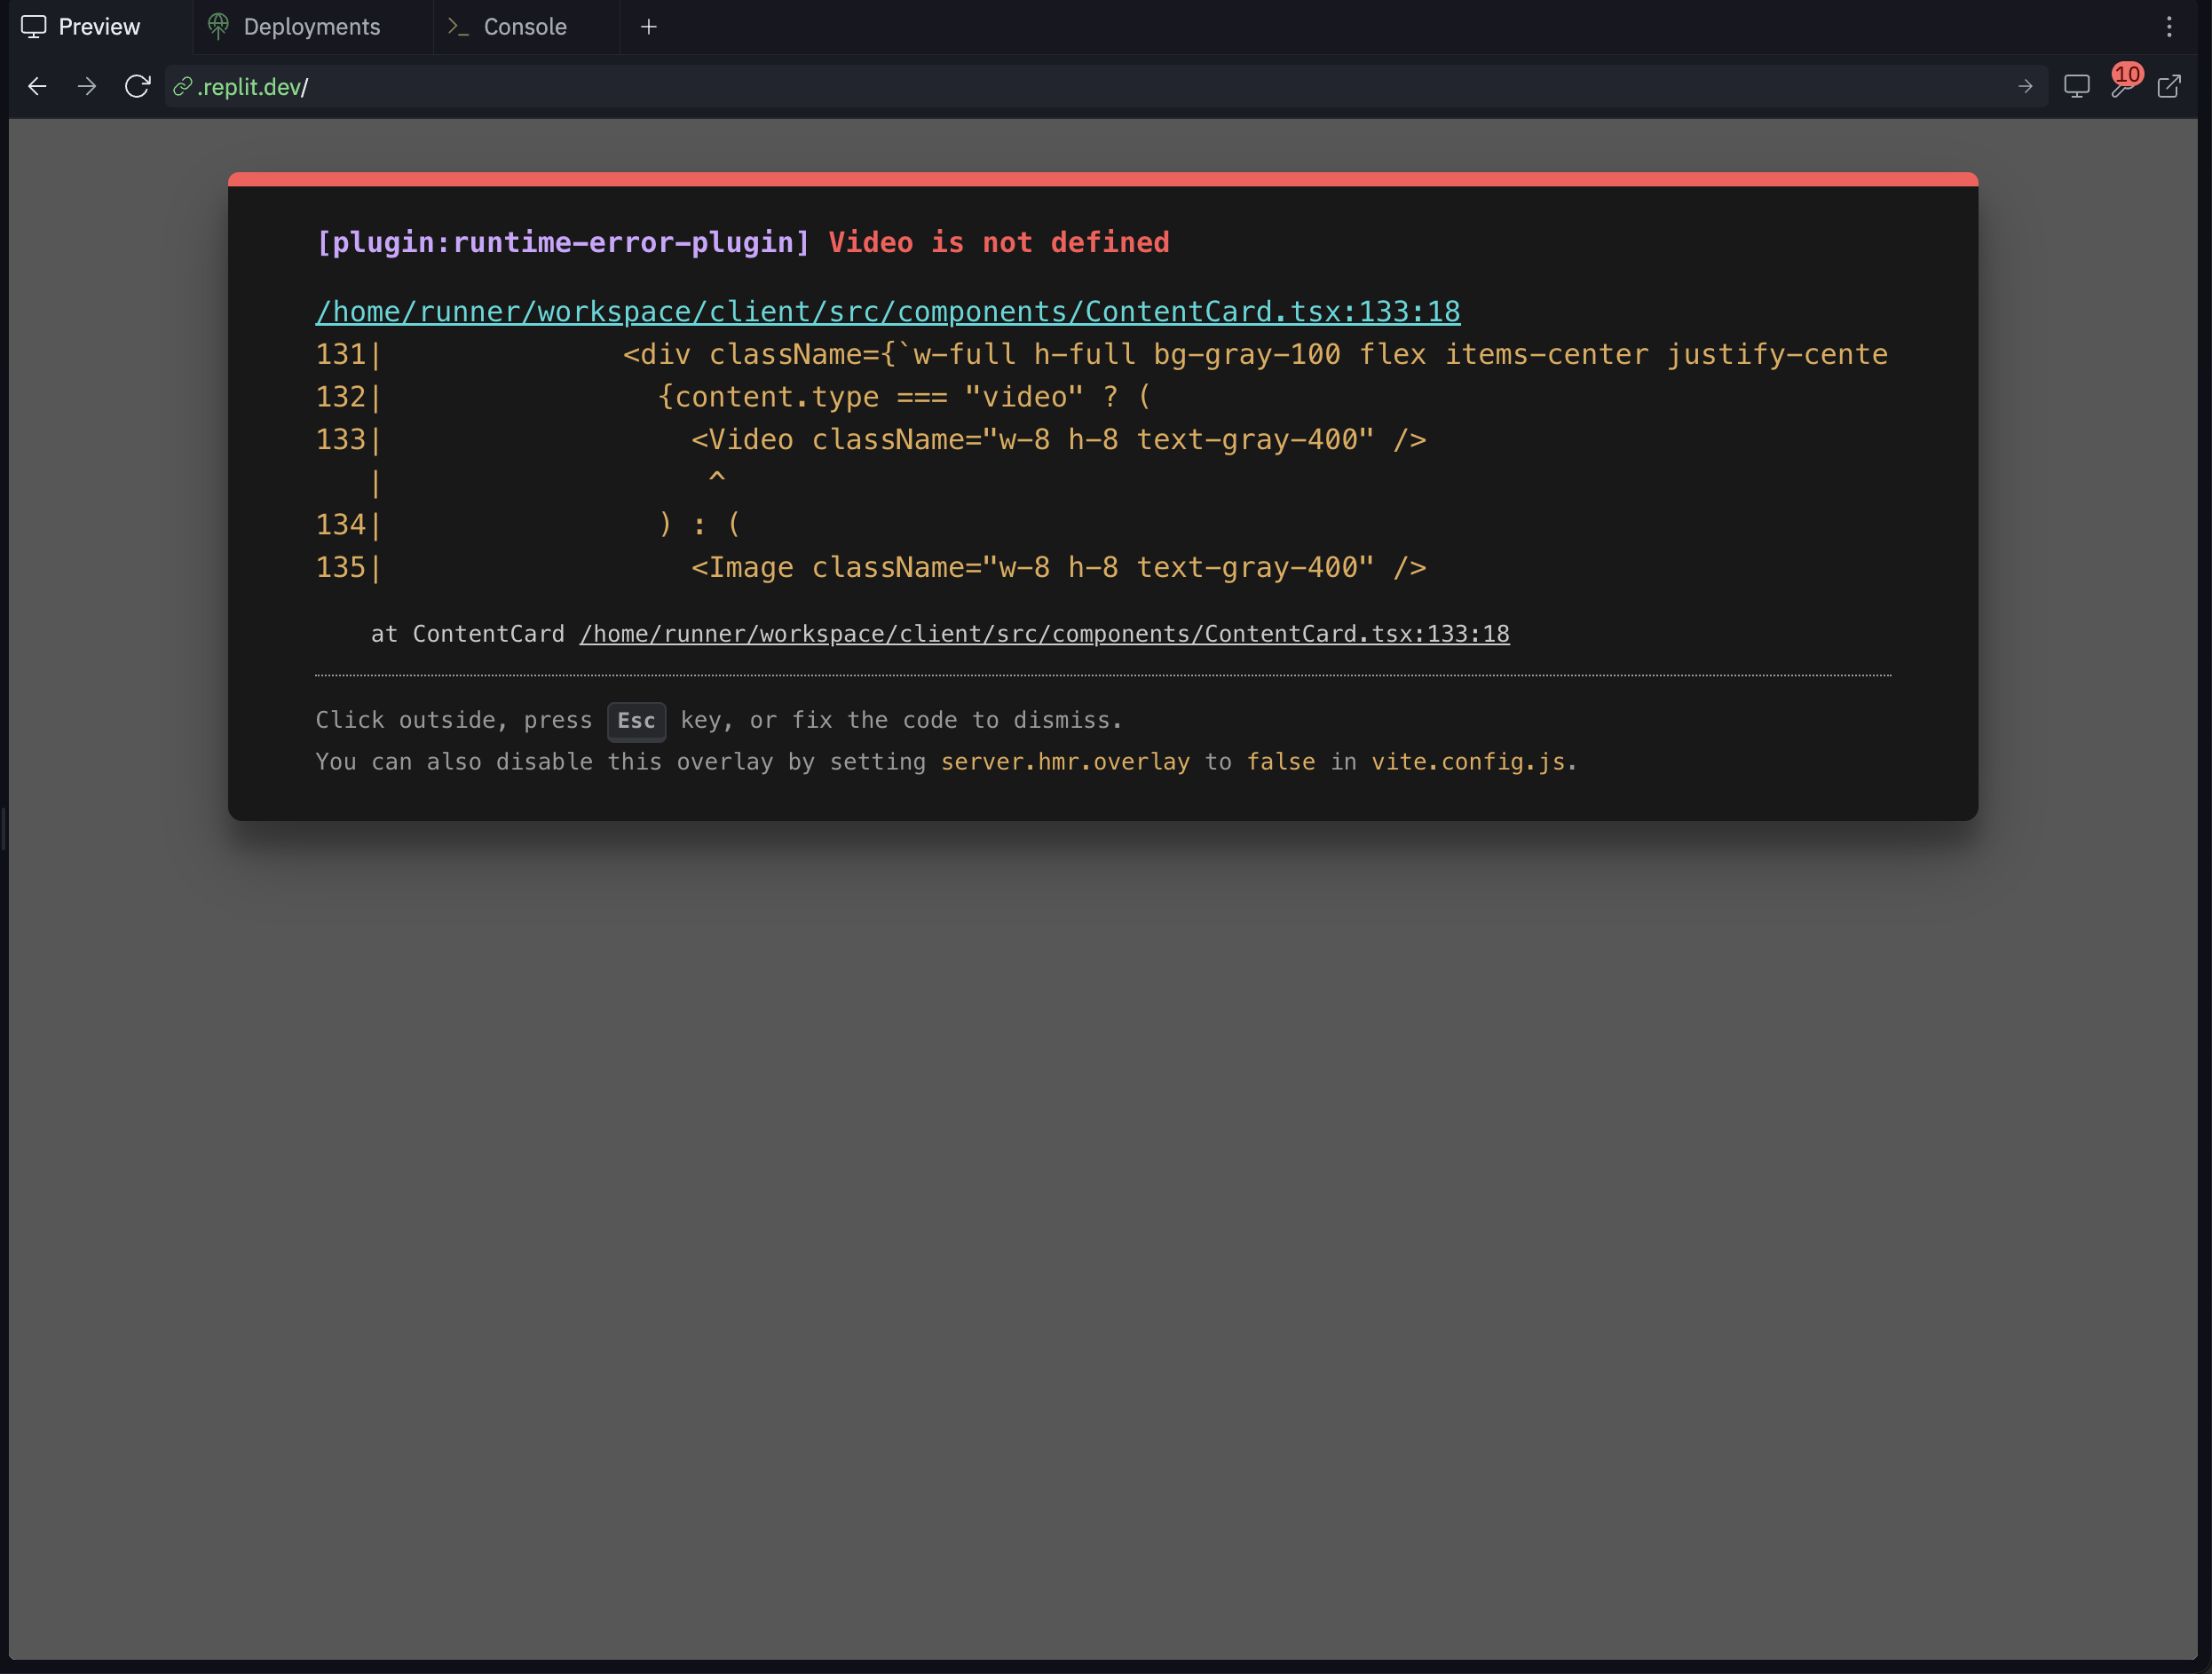 Preview
Deployments
Console
.replit.dev/
10
[plugin:runtime-error-plugin] Video is not defined
/home/runner/workspace/client/src/components/ContentCard.tsx:133:18
131|              <div className={`w-full h-full bg-gray-100 flex items-center justify-cente
132|                {content.type === "video" ? (
133|                  <Video className="w-8 h-8 text-gray-400" />
   |                   ^
134|                ) : (
135|                  <Image className="w-8 h-8 text-gray-400" />
at ContentCard /home/runner/workspace/client/src/components/ContentCard.tsx:133:18
Click outside, press Esc key, or fix the code to dismiss.
You can also disable this overlay by setting server.hmr.overlay to false in vite.config.js.